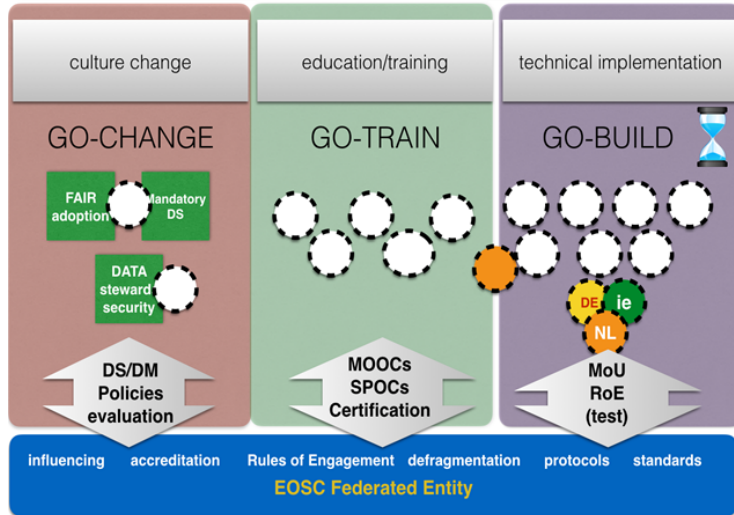 culture change
education/training
technical implementation
GO-CHANGE
GO-TRAIN
GO-BUILD
FAIR
adoption
Mandatory
DS
DATA
steward
security
DE
ie
NL
DS/DM
Policies
evaluation
MOOCs
SPOCs
Certification
MoU
RoE
(test)
influencing accreditation Rules of Engagement defragmentation protocols standards
EOSC Federated Entity